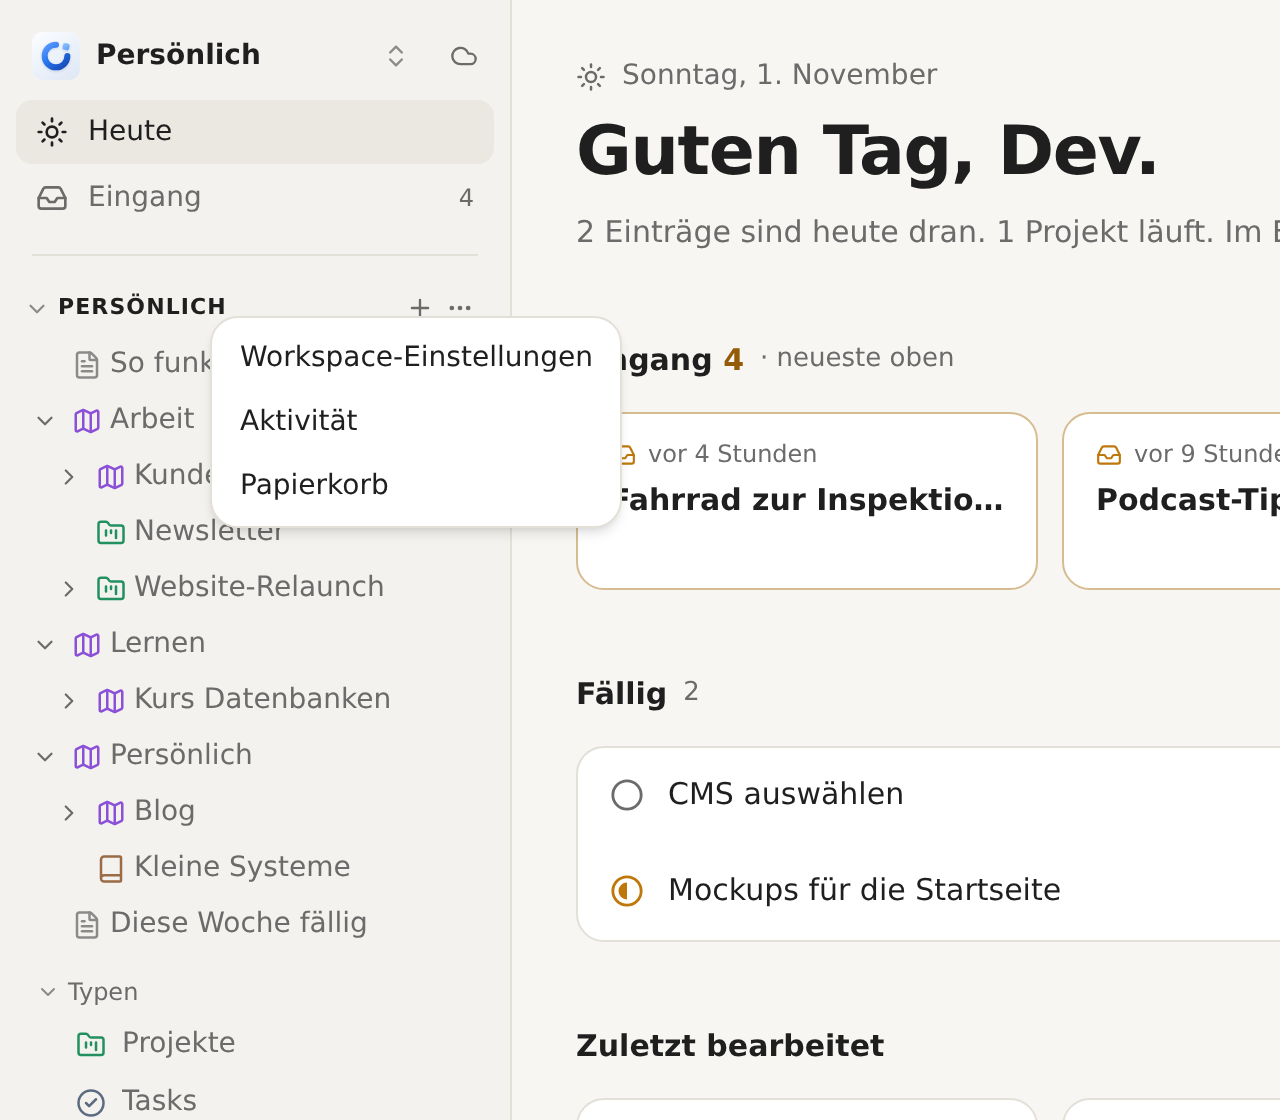 Persönlich
Heute
Eingang 4
PERSÖNLICH
So funk
Arbeit
Kunde
Newsletter
Website-Relaunch
Lernen
Kurs Datenbanken
Persönlich
Blog
Kleine Systeme
Diese Woche fällig
Typen
Projekte
Tasks
Workspace-Einstellungen
Aktivität
Papierkorb
Sonntag, 1. November
Guten Tag, Dev.
2 Einträge sind heute dran. 1 Projekt läuft. Im
ngang 4 · neueste oben
vor 4 Stunden
Fahrrad zur Inspektio…
vor 9 Stunde
Podcast-Tip
Fällig 2
CMS auswählen
Mockups für die Startseite
Zuletzt bearbeitet